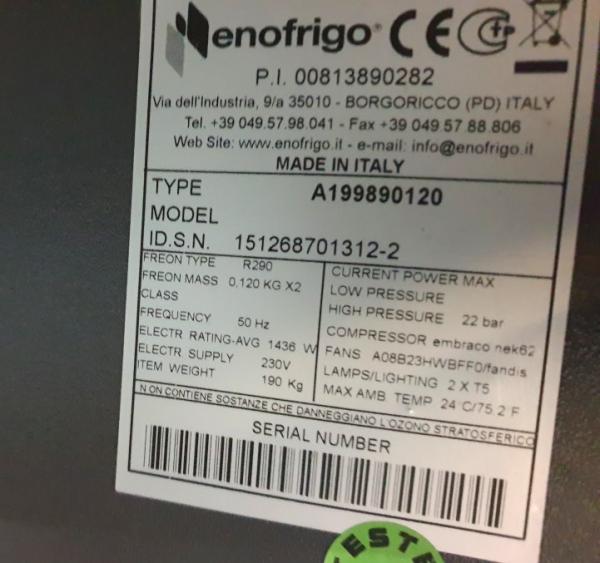 enofrigo
P.I. 00813890282
Via dell'Industria, 9/a 35010 - BORGORICCO (PD) ITALY
Tel. +39 049.57.98.041 - Fax +39 049.57.88.806
Web Site: www.enofrigo.it - e-mail: info@enofrigo.it
MADE IN ITALY
TYPE A199890120
MODEL
ID.S.N. 151268701312-2
FREON TYPE R290
FREON MASS 0,120 KG X2
CLASS
FREQUENCY 50 Hz
ELECTR RATING-AVG 1436 W
ELECTR SUPPLY 230V
ITEM WEIGHT 190 Kg
CURRENT POWER MAX
LOW PRESSURE
HIGH PRESSURE 22 bar
COMPRESSOR embraco nek62
FANS A08B23HWBFF0/fandis
LAMPS/LIGHTING 2 X T5
MAX AMB. TEMP 24°C/75.2 F
NON CONTIENE SOSTANZE CHE DANNEGGIANO L'OZONO STRATOSFERICO
SERIAL NUMBER
TESTE